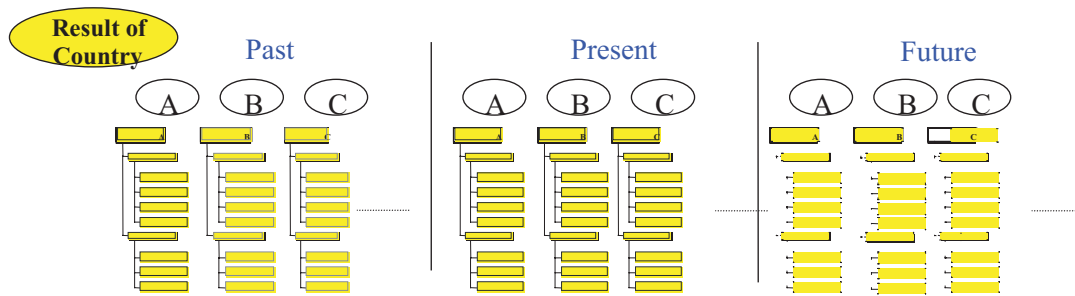 Result of
Country
Past
Present
Future
A B C
A B C
A B C
A B C
A B C
A B C